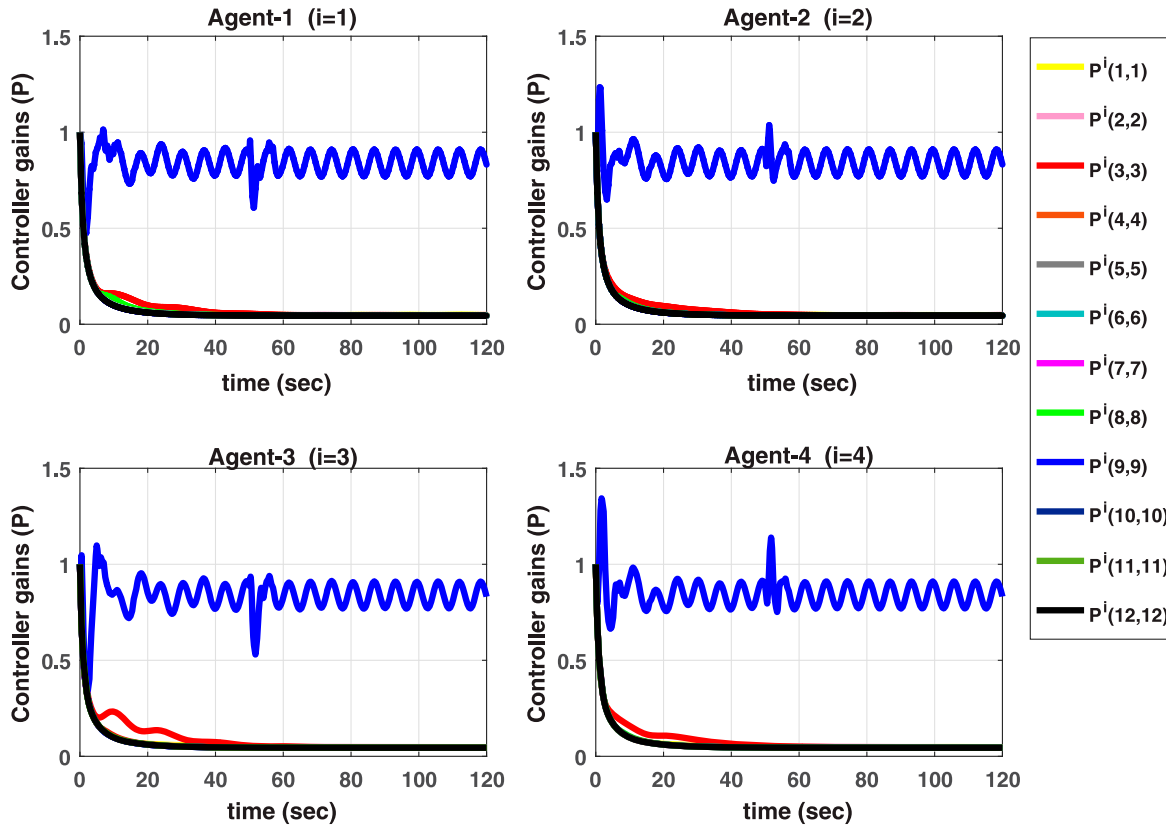 Agent-1 (i=1)
1.5
1
0.5
0
Controller gains (P)
0 20 40 60 80 100 120
time (sec)
Agent-2 (i=2)
1.5
1
0.5
0
Controller gains (P)
0 20 40 60 80 100 120
time (sec)
Agent-3 (i=3)
1.5
1
0.5
0
Controller gains (P)
0 20 40 60 80 100 120
time (sec)
Agent-4 (i=4)
1.5
1
0.5
0
Controller gains (P)
0 20 40 60 80 100 120
time (sec)
P^i(1,1)
P^i(2,2)
P^i(3,3)
P^i(4,4)
P^i(5,5)
P^i(6,6)
P^i(7,7)
P^i(8,8)
P^i(9,9)
P^i(10,10)
P^i(11,11)
P^i(12,12)